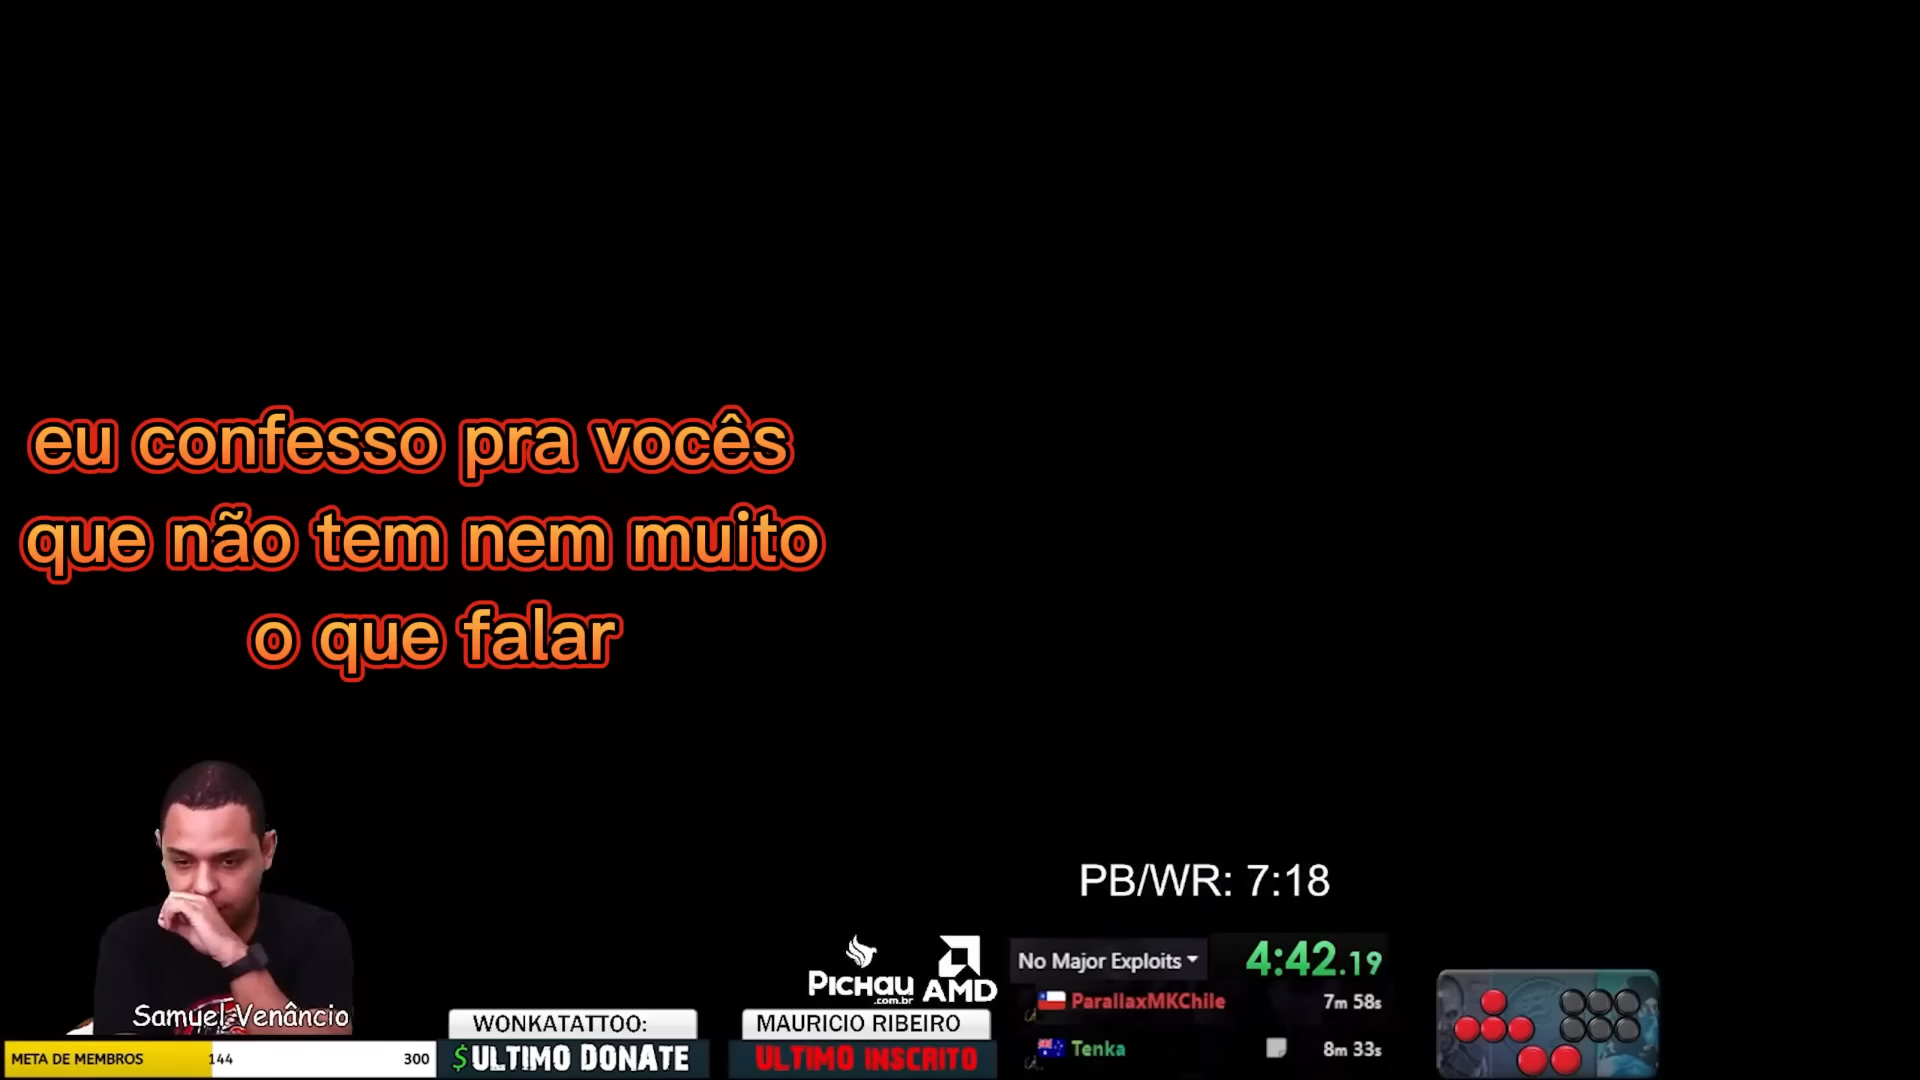 eu confesso pra vocês
que não tem nem muito
o que falar
PB/WR: 7:18
No Major Exploits
4:42.19
ParallaxMKChile 7m 58s
Tenka 8m 33s
PICHAU
.com.br
AMD
Samuel Venâncio
WONKATATTOO:
$ULTIMO DONATE
MAURICIO RIBEIRO
ULTIMO INSCRITO
META DE MEMBROS 144 300